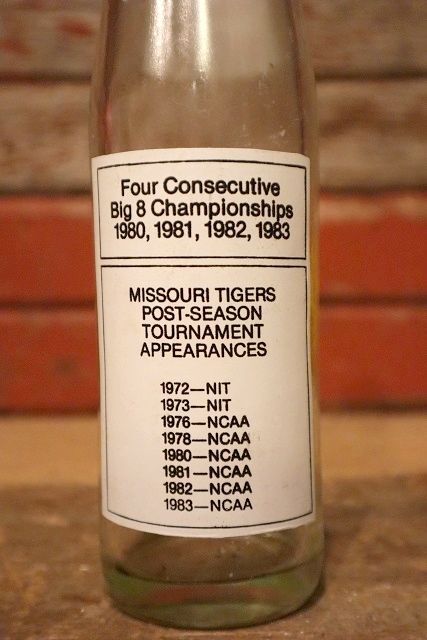 Four Consecutive
Big 8 Championships
1980, 1981, 1982, 1983
MISSOURI TIGERS
POST-SEASON
TOURNAMENT
APPEARANCES
1972—NIT
1973—NIT
1976—NCAA
1978—NCAA
1980—NCAA
1981—NCAA
1982—NCAA
1983—NCAA